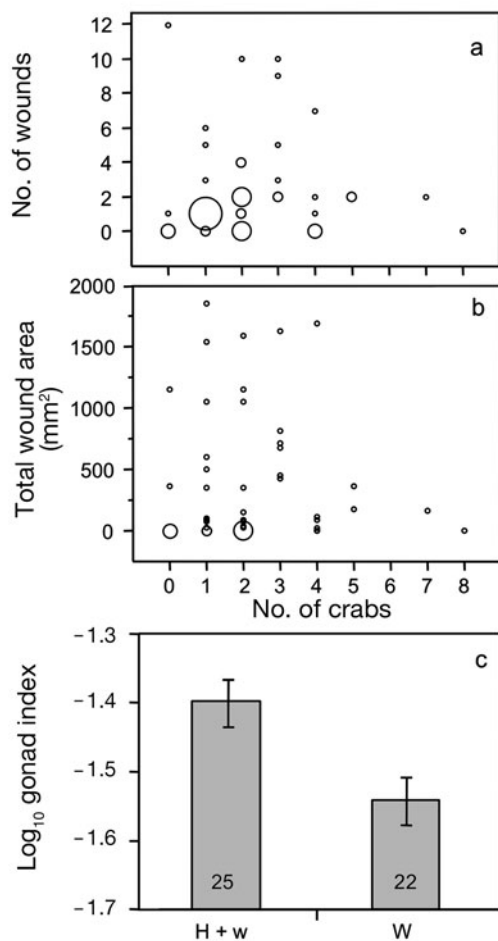 a
No. of wounds
12
10
8
6
4
2
0
b
Total wound area
(mm²)
2000
1500
1000
500
0
0 1 2 3 4 5 6 7 8
No. of crabs
c
Log₁₀ gonad index
−1.3
−1.4
−1.5
−1.6
−1.7
25 22
H + w W